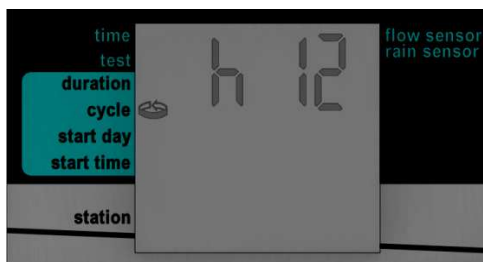 time
test
duration
cycle
start day
start time
station
h 12
flow sensor
rain sensor